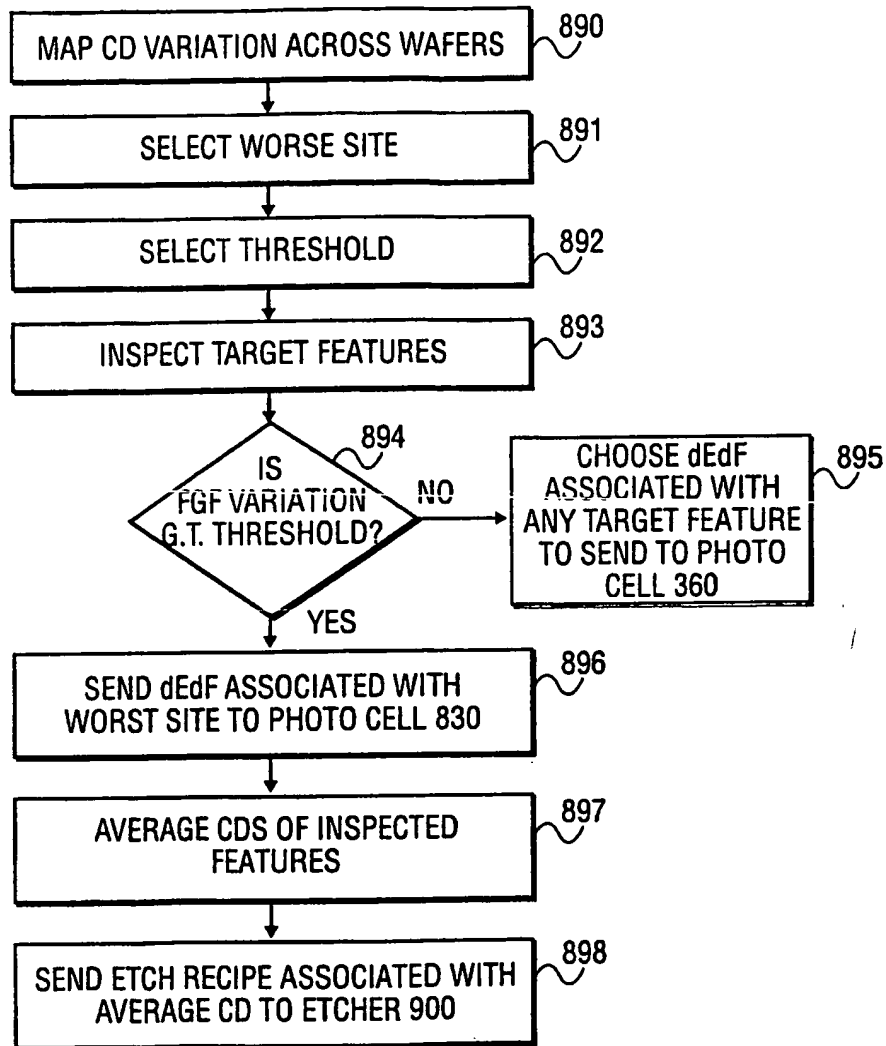 MAP CD VARIATION ACROSS WAFERS
890
SELECT WORSE SITE
891
SELECT THRESHOLD
892
INSPECT TARGET FEATURES
893
894
IS
FGF VARIATION
G.T. THRESHOLD?
NO
CHOOSE dEdF
ASSOCIATED WITH
ANY TARGET FEATURE
TO SEND TO PHOTO
CELL 360
895
YES
SEND dEdF ASSOCIATED WITH
WORST SITE TO PHOTO CELL 830
896
AVERAGE CDS OF INSPECTED
FEATURES
897
SEND ETCH RECIPE ASSOCIATED WITH
AVERAGE CD TO ETCHER 900
898